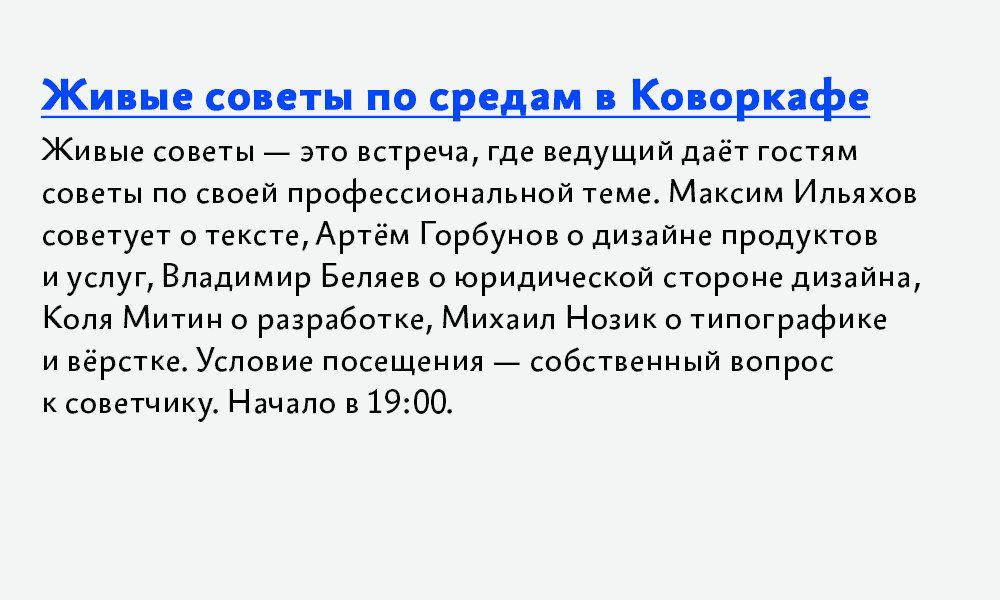 Живые советы по средам в Коворкафе
Живые советы — это встреча, где ведущий даёт гостям
советы по своей профессиональной теме. Максим Ильяхов
советует о тексте, Артём Горбунов о дизайне продуктов
и услуг, Владимир Беляев о юридической стороне дизайна,
Коля Митин о разработке, Михаил Нозик о типографике
и вёрстке. Условие посещения — собственный вопрос
к советчику. Начало в 19:00.